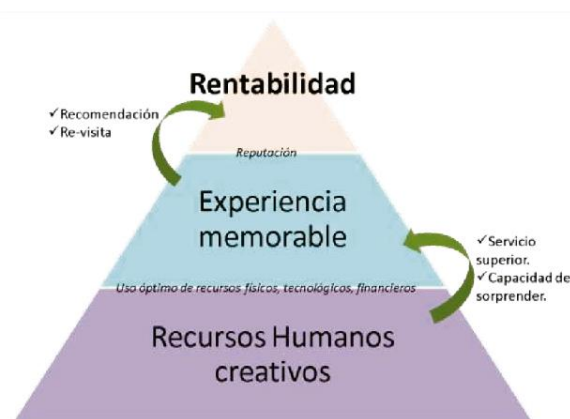 Rentabilidad
✓Recomendación
✓Re-visita
Reputación
Experiencia
memorable
✓Servicio
superior.
✓Capacidad de
sorprender.
Uso óptimo de recursos físicos, tecnológicos, financieros
Recursos Humanos
creativos